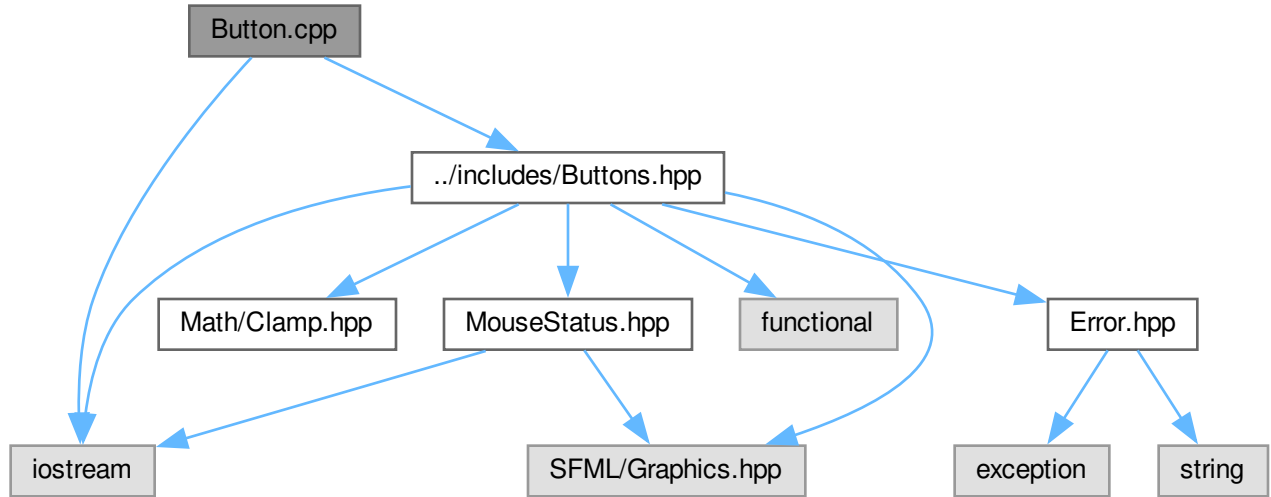 Button.cpp
../includes/Buttons.hpp
Math/Clamp.hpp
MouseStatus.hpp
functional
Error.hpp
iostream
SFML/Graphics.hpp
exception
string